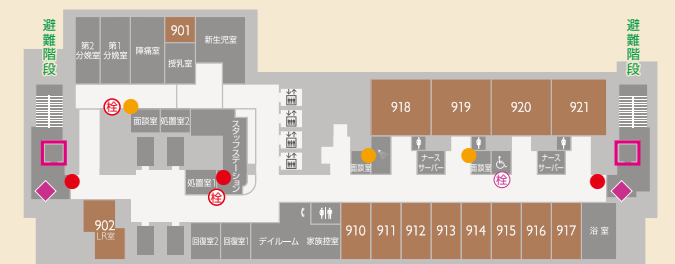 避難階段
避難階段
第2
分娩室
第1
分娩室
陣痛室
901
授乳室
新生児室
栓
面談室
処置室2
スタッフステーション
処置室1
栓
918
919
920
921
面談室
ナース
サーバー
面談室
栓
ナース
サーバー
902
LR室
回復室2
回復室1
デイルーム
家族控室
910
911
912
913
914
915
916
917
浴室